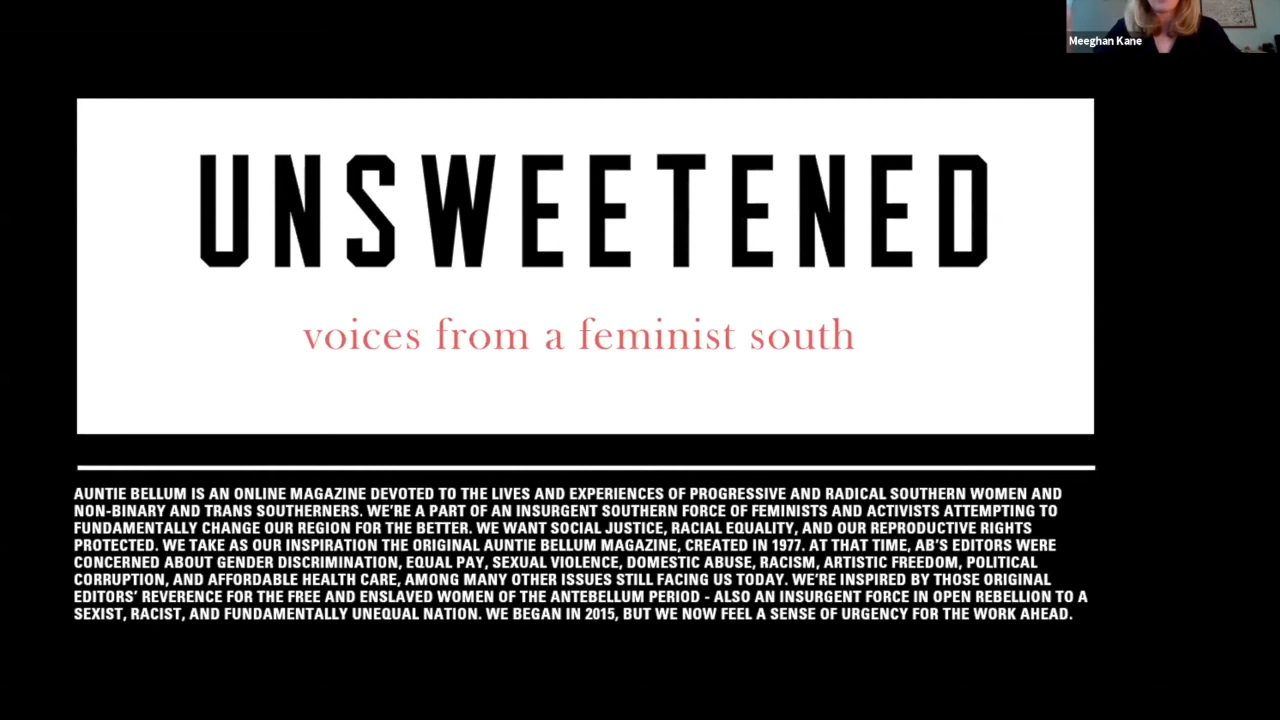 Meeghan Kane
UNSWEETENED
voices from a feminist south
AUNTIE BELLUM IS AN ONLINE MAGAZINE DEVOTED TO THE LIVES AND EXPERIENCES OF PROGRESSIVE AND RADICAL SOUTHERN WOMEN AND
NON-BINARY AND TRANS SOUTHERNERS. WE'RE A PART OF AN INSURGENT SOUTHERN FORCE OF FEMINISTS AND ACTIVISTS ATTEMPTING TO
FUNDAMENTALLY CHANGE OUR REGION FOR THE BETTER. WE WANT SOCIAL JUSTICE, RACIAL EQUALITY, AND OUR REPRODUCTIVE RIGHTS
PROTECTED. WE TAKE AS OUR INSPIRATION THE ORIGINAL AUNTIE BELLUM MAGAZINE, CREATED IN 1977. AT THAT TIME, AB'S EDITORS WERE
CONCERNED ABOUT GENDER DISCRIMINATION, EQUAL PAY, SEXUAL VIOLENCE, DOMESTIC ABUSE, RACISM, ARTISTIC FREEDOM, POLITICAL
CORRUPTION, AND AFFORDABLE HEALTH CARE, AMONG MANY OTHER ISSUES STILL FACING US TODAY. WE'RE INSPIRED BY THOSE ORIGINAL
EDITORS' REVERENCE FOR THE FREE AND ENSLAVED WOMEN OF THE ANTEBELLUM PERIOD - ALSO AN INSURGENT FORCE IN OPEN REBELLION TO A
SEXIST, RACIST, AND FUNDAMENTALLY UNEQUAL NATION. WE BEGAN IN 2015, BUT WE NOW FEEL A SENSE OF URGENCY FOR THE WORK AHEAD.